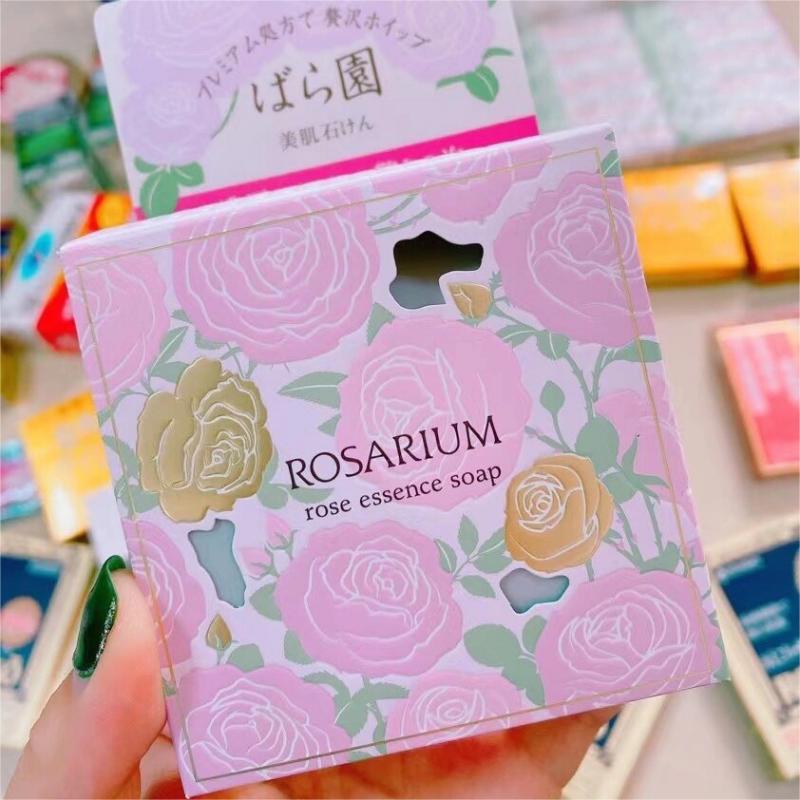 プレミアム処方で 贅沢ホイップ
ばら園
美肌石けん
ROSARIUM
rose essence soap